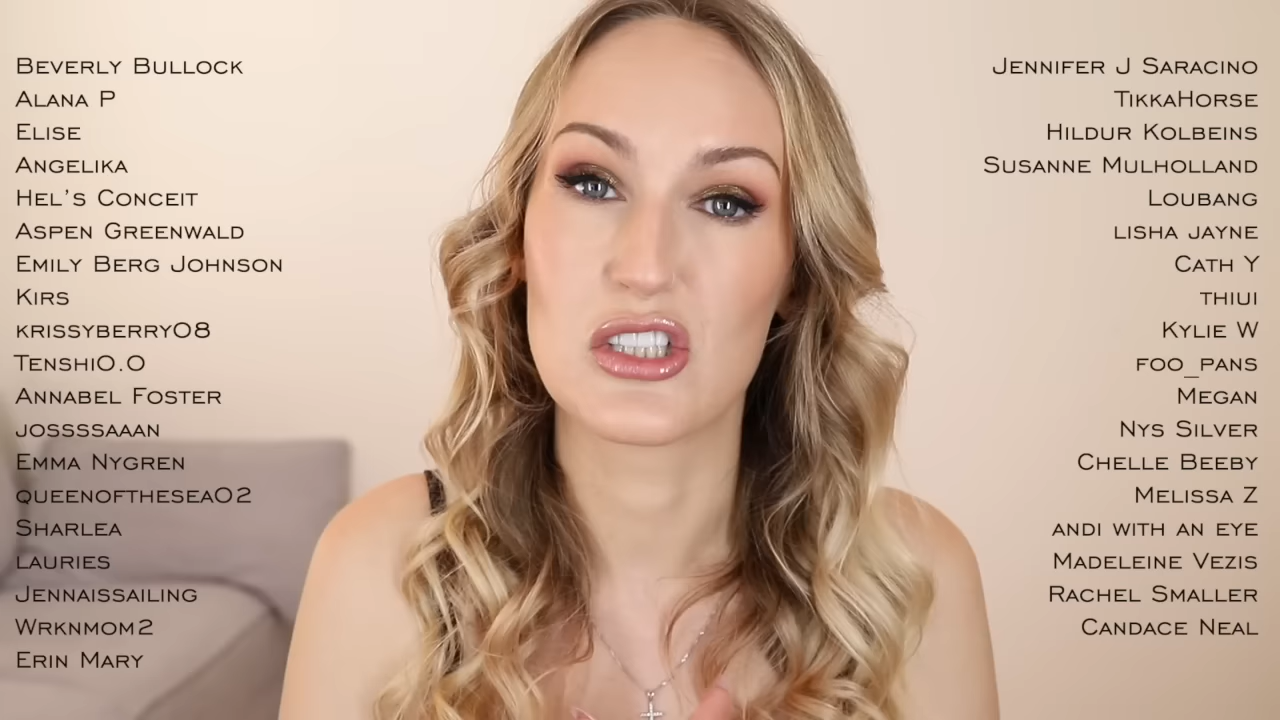 Beverly Bullock
Alana P
Elise
Angelika
Hel's Conceit
Aspen Greenwald
Emily Berg Johnson
Kirs
krissyberry08
Tenshi0.0
Annabel Foster
jossssaaan
Emma Nygren
queenofthesea02
Sharlea
lauries
Jennaissailing
Wrknmom2
Erin Mary
Jennifer J Saracino
TikkaHorse
Hildur Kolbeins
Susanne Mulholland
Loubang
lisha jayne
Cath Y
thiui
Kylie W
foo_pans
Megan
Nys Silver
Chelle Beeby
Melissa Z
andi with an eye
Madeleine Vezis
Rachel Smaller
Candace Neal